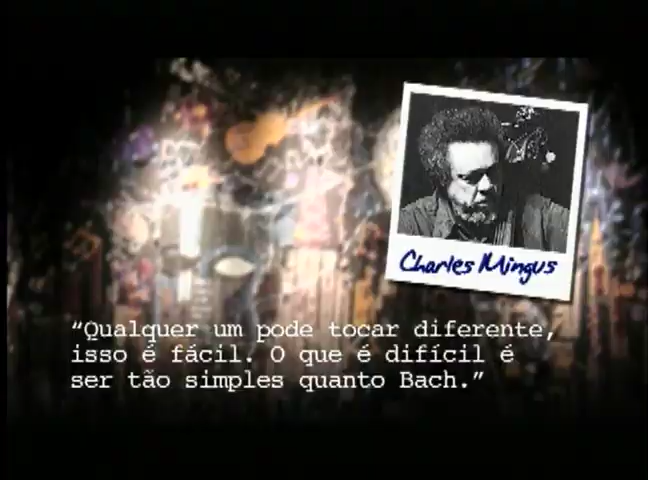 Charles Mingus
“Qualquer um pode tocar diferente,
isso é fácil. O que é difícil é
ser tão simples quanto Bach.”